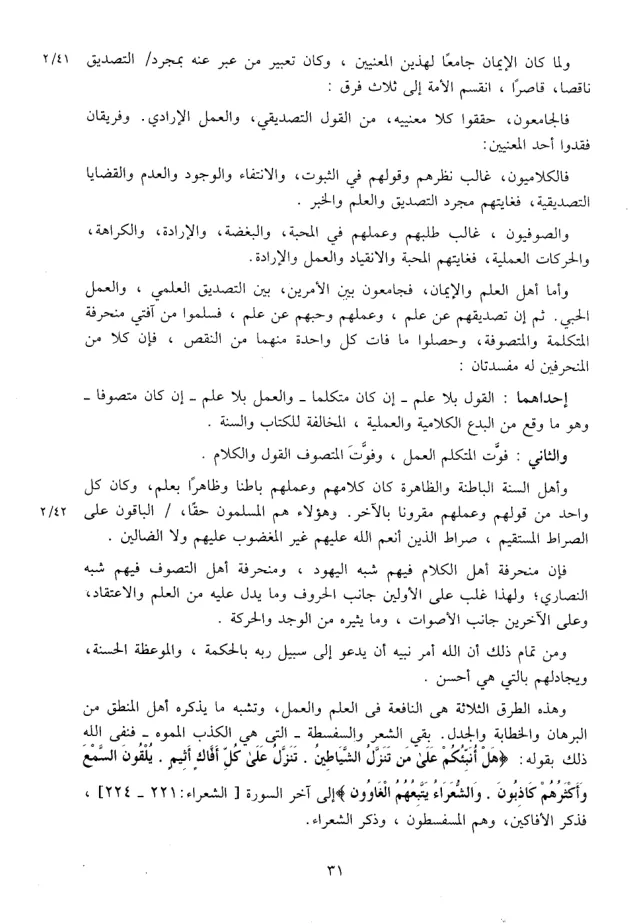 ولما كان الإيمان جامعًا لهذين المعنيين ، وكان تعبير من عبر عنه بمجرد/ التصديق ٢/٤١
ناقصا، قاصرًا ، انقسم الأمة إلى ثلاث فرق :
فالجامعون، حققوا كلا معنييه، من القول التصديقي، والعمل الإرادي. وفريقان
فقدوا أحد المعنيين:
فالكلاميون، غالب نظرهم وقولهم في الثبوت، والانتفاء والوجود والعدم والقضايا
التصديقية، فغايتهم مجرد التصديق والعلم والخبر .
والصوفيون ، غالب طلبهم وعملهم في المحبة، والبغضة، والإرادة، والكراهة،
والحركات العملية، فغايتهم المحبة والانقياد والعمل والإرادة.
وأما أهل العلم والإيمان، فجامعون بين الأمرين، بين التصديق العلمي ، والعمل
الحبي. ثم إن تصديقهم عن علم ، وعملهم وحبهم عن علم ، فسلموا من آفتي منحرفة
المتكلمة والمتصوفة، وحصلوا ما فات كل واحدة منهما من النقص ، فإن كلا من
المنحرفين له مفسدتان :
إحداهما : القول بلا علم ـ إن كان متكلما ـ والعمل بلا علم ـ إن كان متصوفا ـ
وهو ما وقع من البدع الكلامية والعملية ، المخالفة للكتاب والسنة .
والثاني : فوَّت المتكلم العمل ، وفوَّتَ المتصوف القول والكلام .
وأهل السنة الباطنة والظاهرة كان كلامهم وعملهم باطنا وظاهرًا بعلم، وكان كل
واحد من قولهم وعملهم مقرونا بالآخر. وهؤلاء هم المسلمون حقًا، / الباقون على ٢/٤٢
الصراط المستقيم ، صراط الذين أنعم الله عليهم غير المغضوب عليهم ولا الضالين .
فإن منحرفة أهل الكلام فيهم شبه اليهود ، ومنحرفة أهل التصوف فيهم شبه
النصاري؛ ولهذا غلب على الأولين جانب الحروف وما يدل عليه من العلم والاعتقاد،
وعلى الآخرين جانب الأصوات ، وما يثيره من الوجد والحركة .
ومن تمام ذلك أن الله أمر نبيه أن يدعو إلى سبيل ربه بالحكمة ، والموعظة الحسنة،
ويجادلهم بالتي هي أحسن .
وهذه الطرق الثلاثة هى النافعة فى العلم والعمل، وتشبه ما يذكره أهل المنطق من
البرهان والخطابة والجدل. بقي الشعر والسفسطة ـ التى هي الكذب المموه ـ فنفى الله
ذلك بقوله: ﴿هَلْ أُنَبِّئُكُمْ عَلَىٰ مَن تَنَزَّلُ الشَّيَاطِينُ . تَنَزَّلُ عَلَىٰ كُلِّ أَفَّاكٍ أَثِيمٍ . يُلْقُونَ السَّمْعَ
وَأَكْثَرُهُمْ كَاذِبُونَ . وَالشُّعَرَاءُ يَتَّبِعُهُمُ الْغَاوُونَ ﴾إلى آخر السورة [ الشعراء: ٢٢١ ـ ٢٢٤] ،
فذكر الأفاكين، وهم المسفسطون ، وذكر الشعراء.
٣١